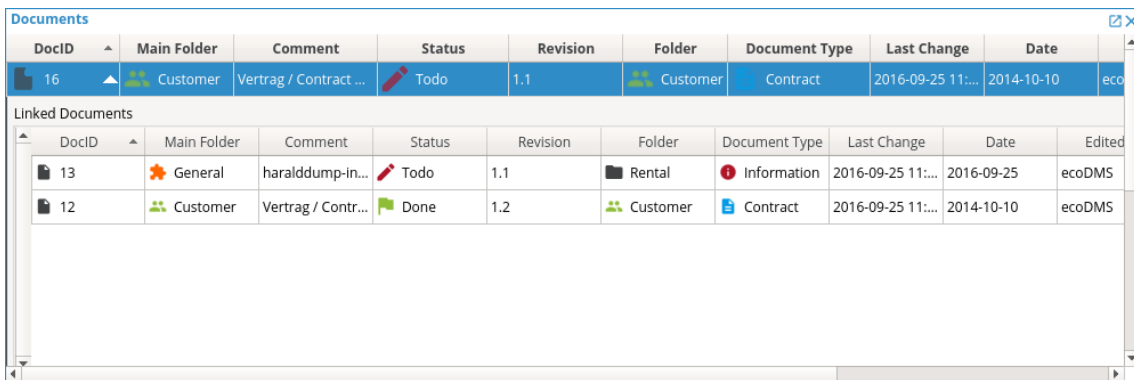 Documents
DocID Main Folder Comment Status Revision Folder Document Type Last Change Date
16 Customer Vertrag / Contract ... Todo 1.1 Customer Contract 2016-09-25 11:... 2014-10-10 eco
Linked Documents
DocID Main Folder Comment Status Revision Folder Document Type Last Change Date Edited
13 General haralddump-in... Todo 1.1 Rental Information 2016-09-25 11:... 2016-09-25 ecoDMS
12 Customer Vertrag / Contr... Done 1.2 Customer Contract 2016-09-25 11:... 2014-10-10 ecoDMS